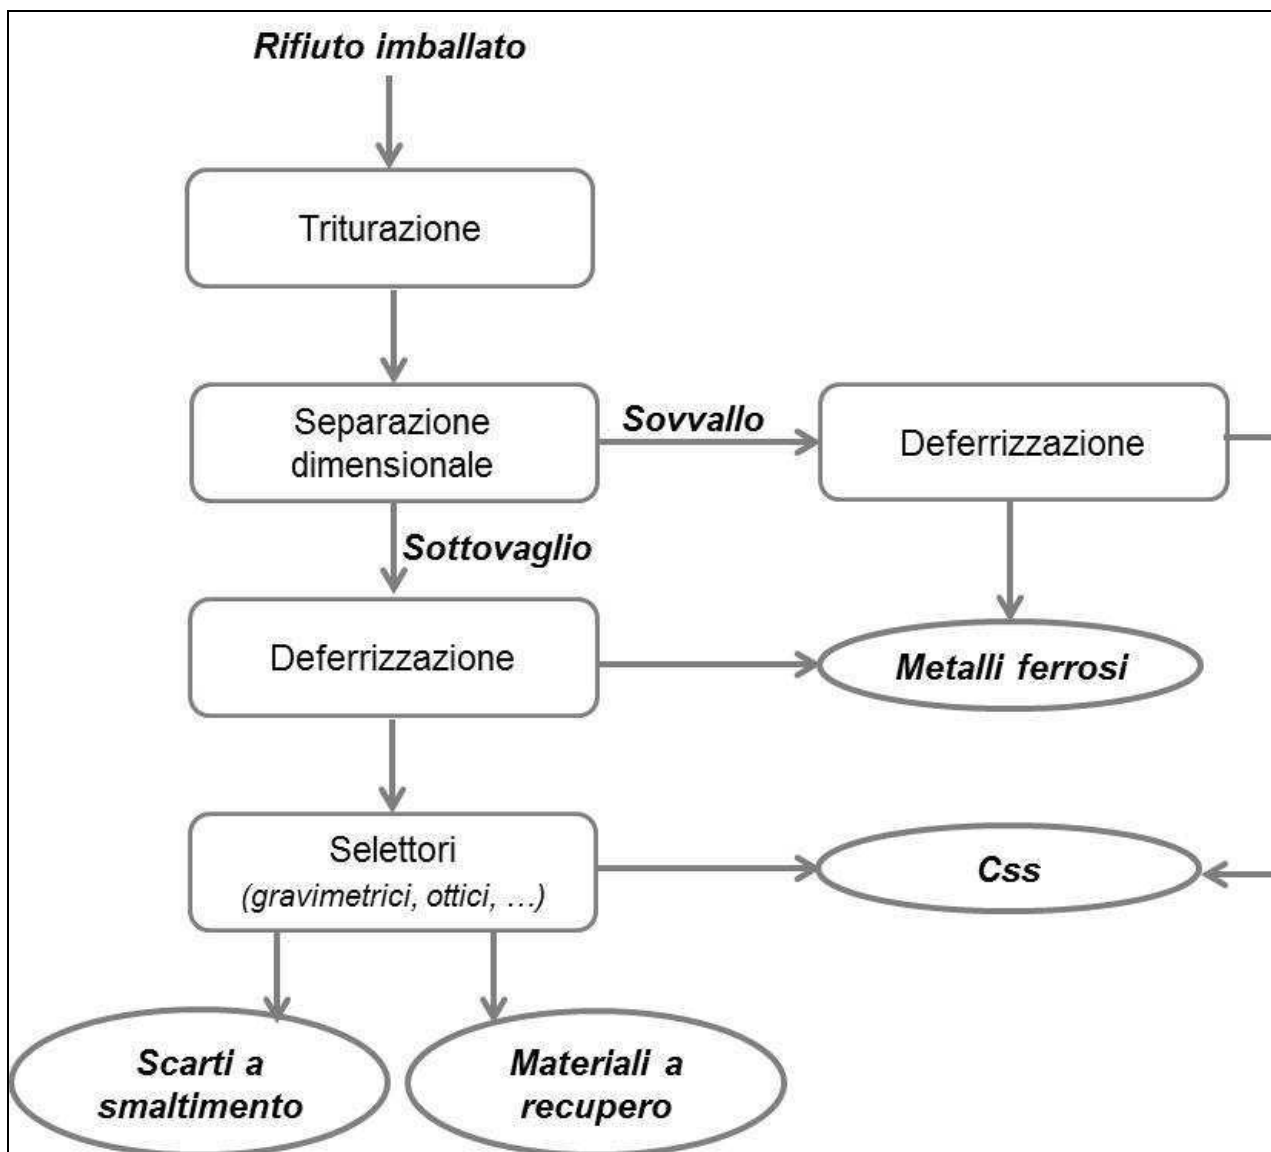 Rifiuto imballato
Triturazione
Separazione
dimensionale
Sovvallo
Deferrizzazione
Sottovaglio
Deferrizzazione
Metalli ferrosi
Selettori
(gravimetrici, ottici, …)
Css
Scarti a
smaltimento
Materiali a
recupero